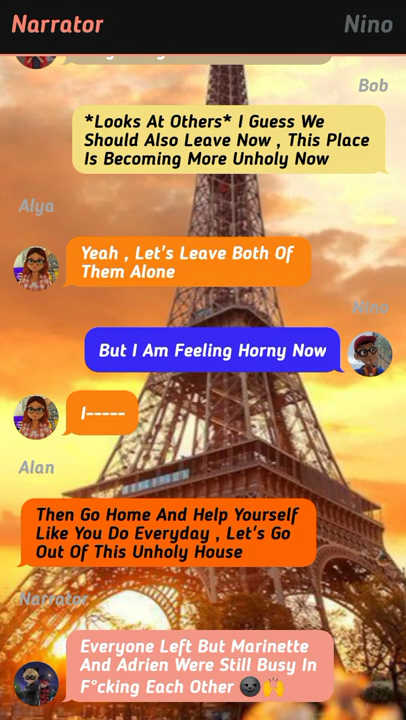 Narrator Nino
Bob
*Looks At Others* I Guess We
Should Also Leave Now , This Place
Is Becoming More Unholy Now
Alya
Yeah , Let's Leave Both Of
Them Alone
Nino
But I Am Feeling Horny Now
I-----
Alan
Then Go Home And Help Yourself
Like You Do Everyday , Let's Go
Out Of This Unholy House
Narrator
Everyone Left But Marinette
And Adrien Were Still Busy In
F*cking Each Other 🌚🙌